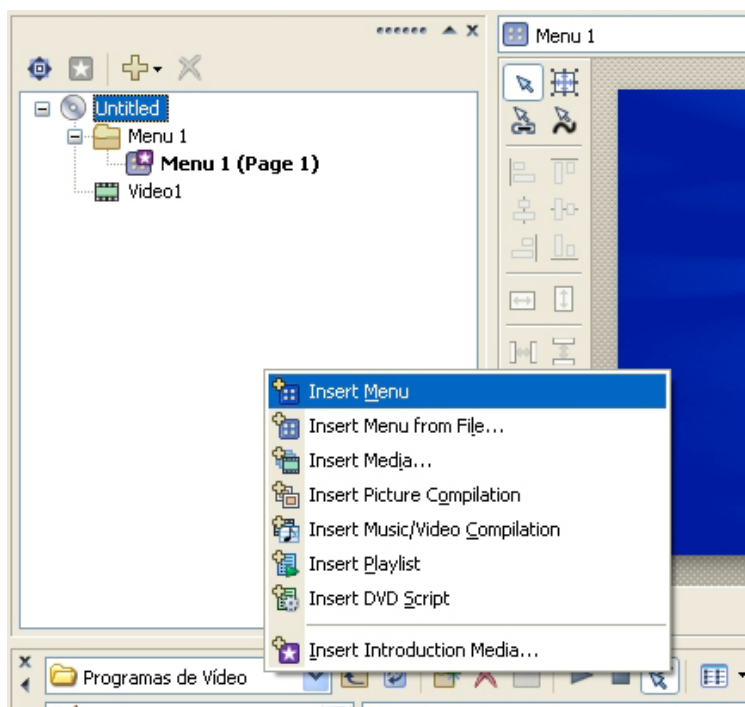 Menu 1
Untitled
Menu 1
Menu 1 (Page 1)
Video1
Insert Menu
Insert Menu from File...
Insert Media...
Insert Picture Compilation
Insert Music/Video Compilation
Insert Playlist
Insert DVD Script
Insert Introduction Media...
Programas de Vídeo